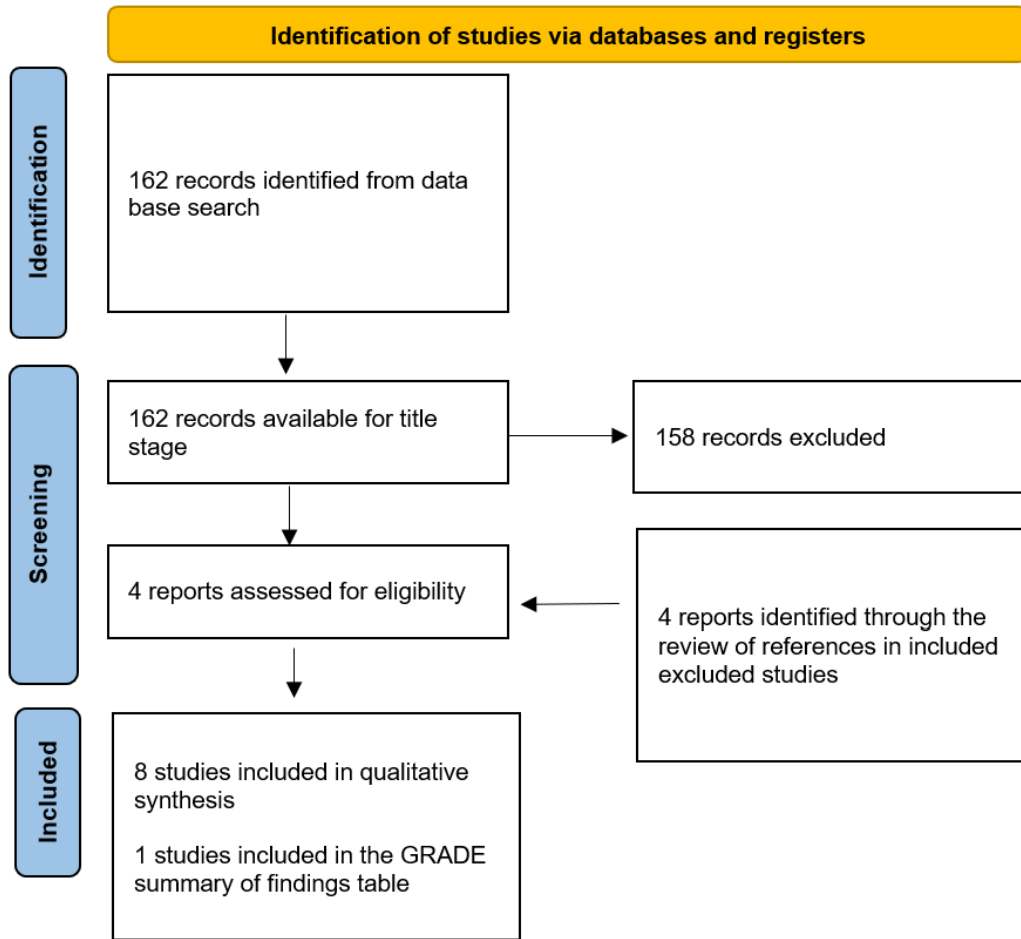 Identification of studies via databases and registers
Identification
162 records identified from data
base search
Screening
162 records available for title
stage
158 records excluded
4 reports assessed for eligibility
4 reports identified through the
review of references in included
excluded studies
Included
8 studies included in qualitative
synthesis
1 studies included in the GRADE
summary of findings table